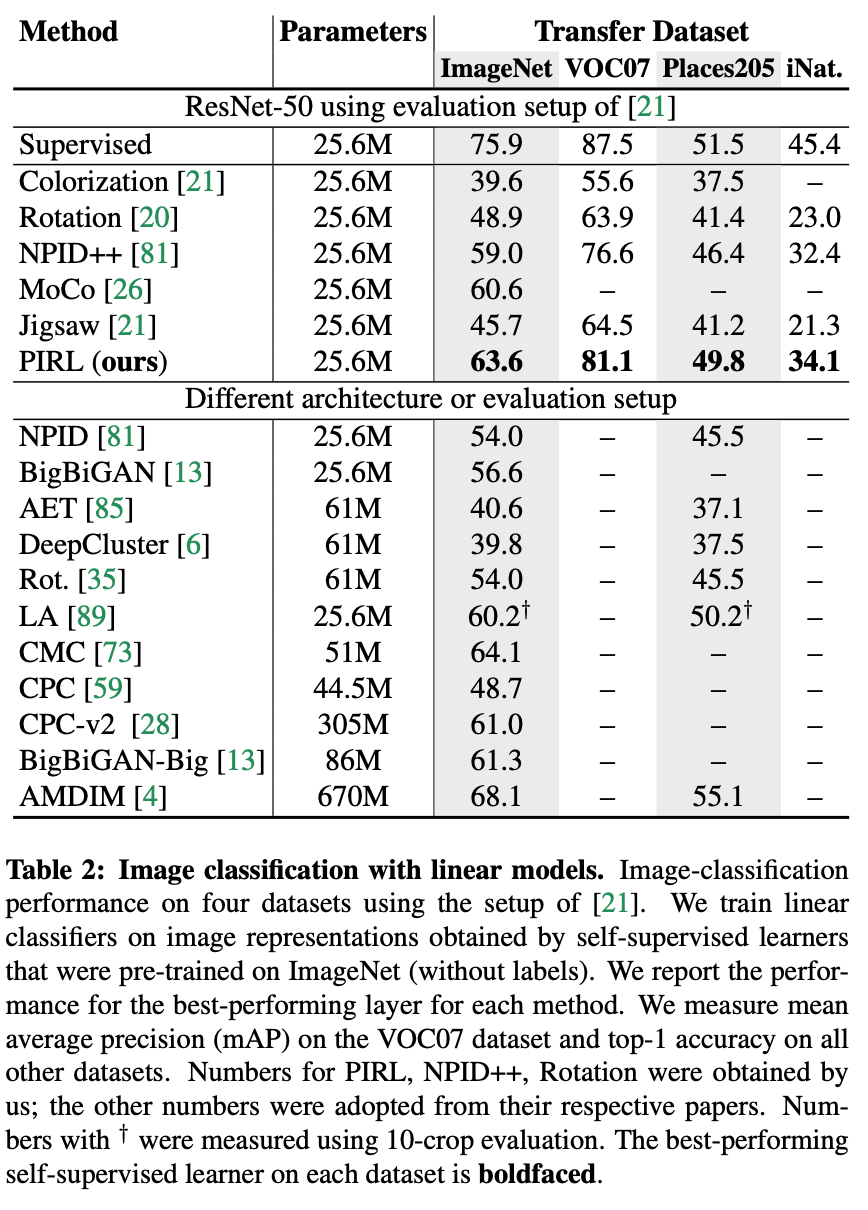 Method Parameters Transfer Dataset
ImageNet VOC07 Places205 iNat.
ResNet-50 using evaluation setup of [21]
Supervised 25.6M 75.9 87.5 51.5 45.4
Colorization [21] 25.6M 39.6 55.6 37.5 –
Rotation [20] 25.6M 48.9 63.9 41.4 23.0
NPID++ [81] 25.6M 59.0 76.6 46.4 32.4
MoCo [26] 25.6M 60.6 – – –
Jigsaw [21] 25.6M 45.7 64.5 41.2 21.3
PIRL (ours) 25.6M 63.6 81.1 49.8 34.1
Different architecture or evaluation setup
NPID [81] 25.6M 54.0 – 45.5 –
BigBiGAN [13] 25.6M 56.6 – – –
AET [85] 61M 40.6 – 37.1 –
DeepCluster [6] 61M 39.8 – 37.5 –
Rot. [35] 61M 54.0 – 45.5 –
LA [89] 25.6M 60.2† – 50.2† –
CMC [73] 51M 64.1 – – –
CPC [59] 44.5M 48.7 – – –
CPC-v2 [28] 305M 61.0 – – –
BigBiGAN-Big [13] 86M 61.3 – – –
AMDIM [4] 670M 68.1 – 55.1 –
Table 2: Image classification with linear models. Image-classification
performance on four datasets using the setup of [21]. We train linear
classifiers on image representations obtained by self-supervised learners
that were pre-trained on ImageNet (without labels). We report the perfor-
mance for the best-performing layer for each method. We measure mean
average precision (mAP) on the VOC07 dataset and top-1 accuracy on all
other datasets. Numbers for PIRL, NPID++, Rotation were obtained by
us; the other numbers were adopted from their respective papers. Num-
bers with † were measured using 10-crop evaluation. The best-performing
self-supervised learner on each dataset is boldfaced.